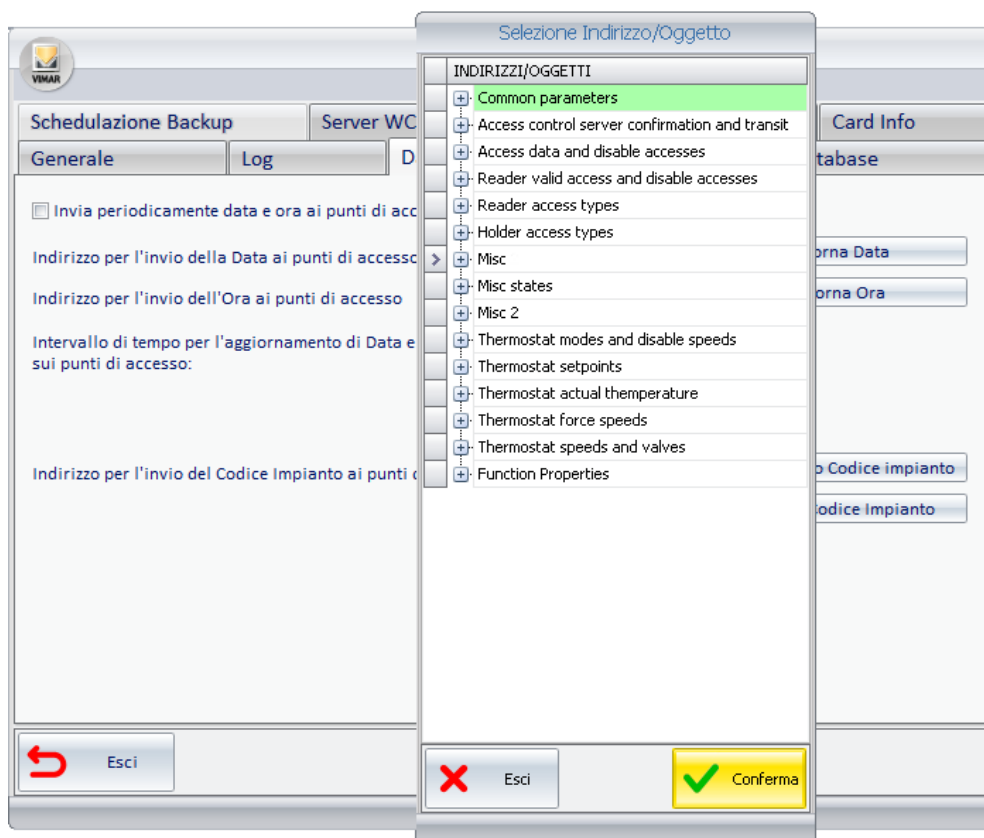 Selezione Indirizzo/Oggetto
VIMAR
INDIRIZZI/OGGETTI
Common parameters
Access control server confirmation and transit
Access data and disable accesses
Reader valid access and disable accesses
Reader access types
Holder access types
Misc
Misc states
Misc 2
Thermostat modes and disable speeds
Thermostat setpoints
Thermostat actual themperature
Thermostat force speeds
Thermostat speeds and valves
Function Properties
Esci
Conferma
Schedulazione Backup
Server WC
Card Info
Generale
Log
D
tabase
Invia periodicamente data e ora ai punti di acc
Indirizzo per l'invio della Data ai punti di accesso
orna Data
Indirizzo per l'invio dell'Ora ai punti di accesso
orna Ora
Intervallo di tempo per l'aggiornamento di Data e
sui punti di accesso:
Indirizzo per l'invio del Codice Impianto ai punti d
o Codice impianto
Codice Impianto
Esci